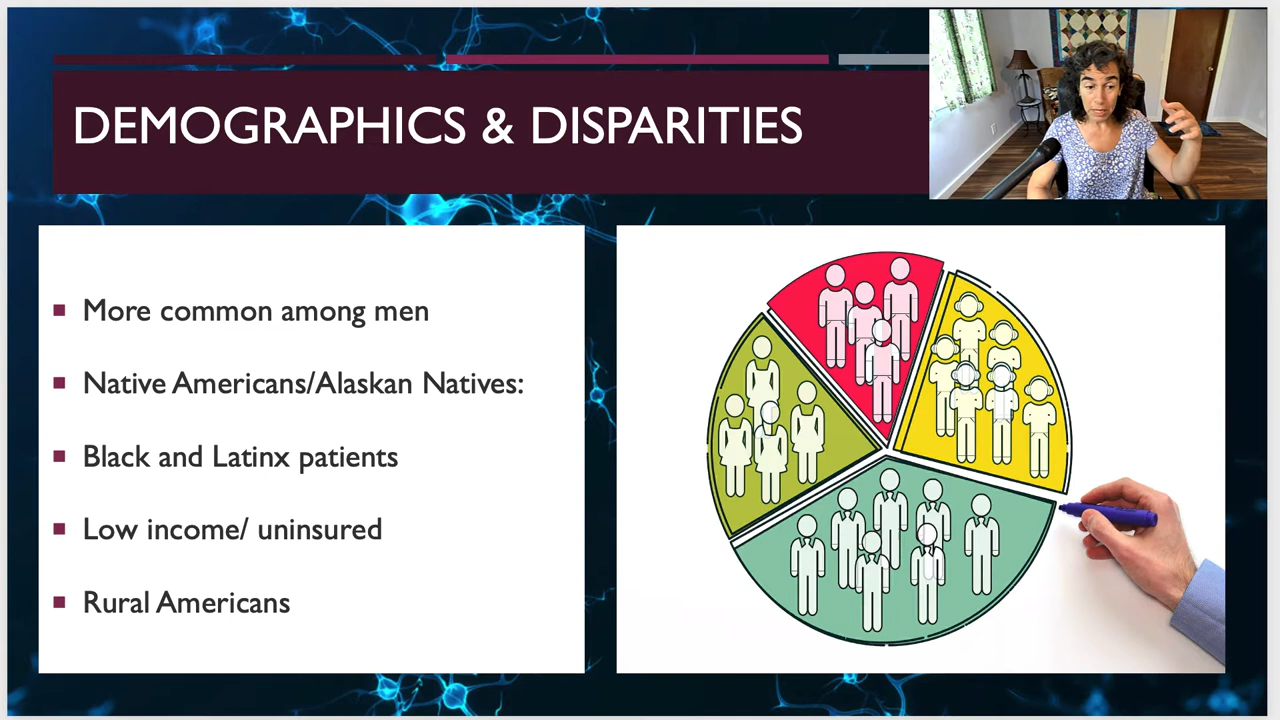 DEMOGRAPHICS & DISPARITIES
More common among men
Native Americans/Alaskan Natives:
Black and Latinx patients
Low income/ uninsured
Rural Americans